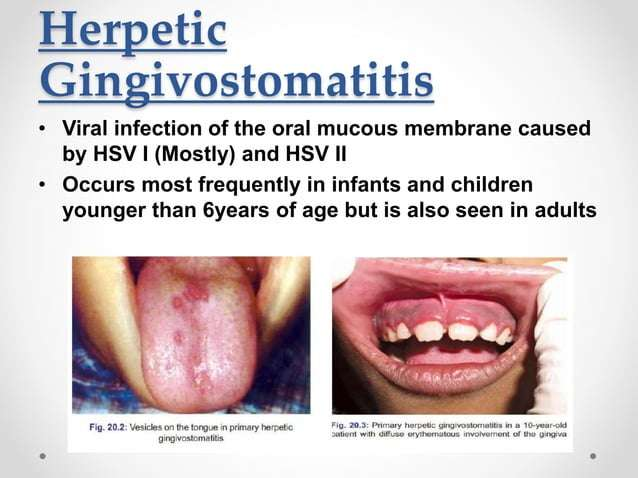 Herpetic
Gingivostomatitis
• Viral infection of the oral mucous membrane caused
by HSV I (Mostly) and HSV II
• Occurs most frequently in infants and children
younger than 6years of age but is also seen in adults
Fig. 20.2: Vesicles on the tongue in primary herpetic
gingivostomatitis
Fig. 20.3: Primary herpetic gingivostomatitis in a 10-year-old
patient with diffuse erythematous involvement of the gingiva